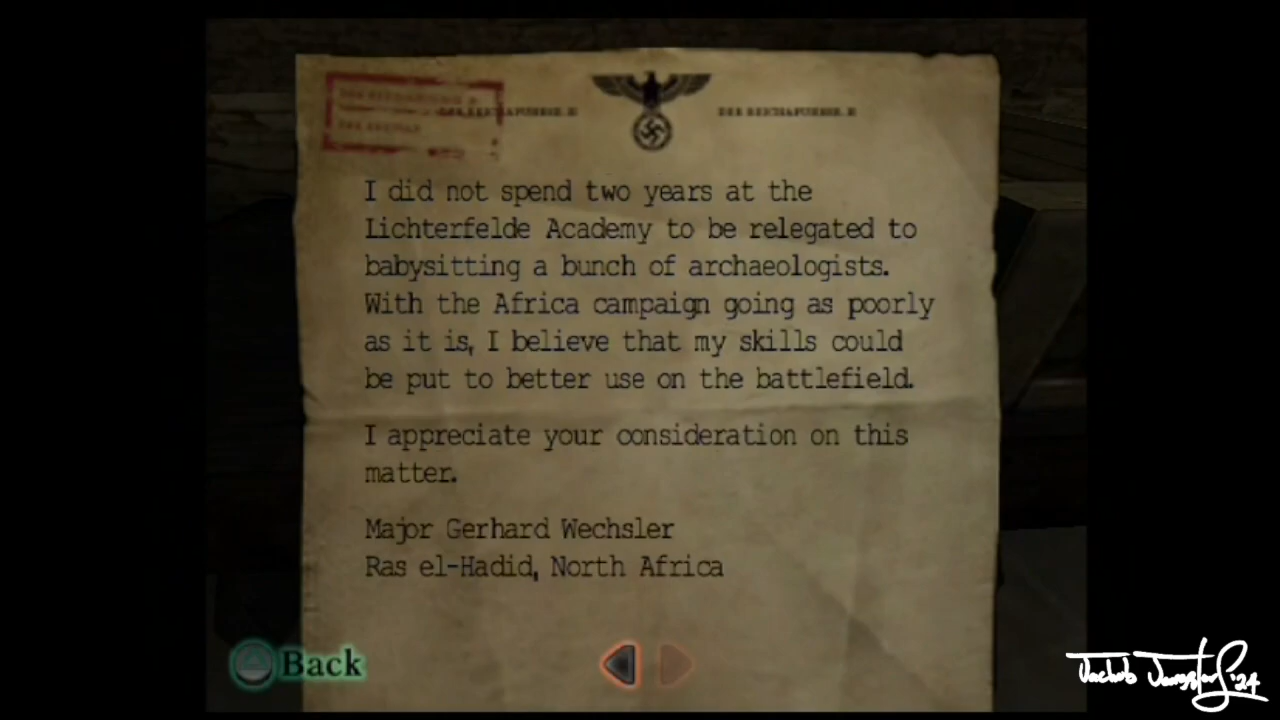 I did not spend two years at the
Lichterfelde Academy to be relegated to
babysitting a bunch of archaeologists.
With the Africa campaign going as poorly
as it is, I believe that my skills could
be put to better use on the battlefield.
I appreciate your consideration on this
matter.
Major Gerhard Wechsler
Ras el-Hadid, North Africa
Back
'24